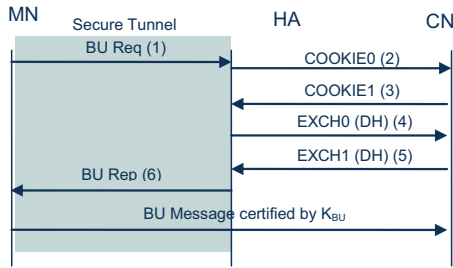 MN
HA
CN
Secure Tunnel
BU Req (1)
COOKIE0 (2)
COOKIE1 (3)
EXCH0 (DH) (4)
EXCH1 (DH) (5)
BU Rep (6)
BU Message certified by K_BU